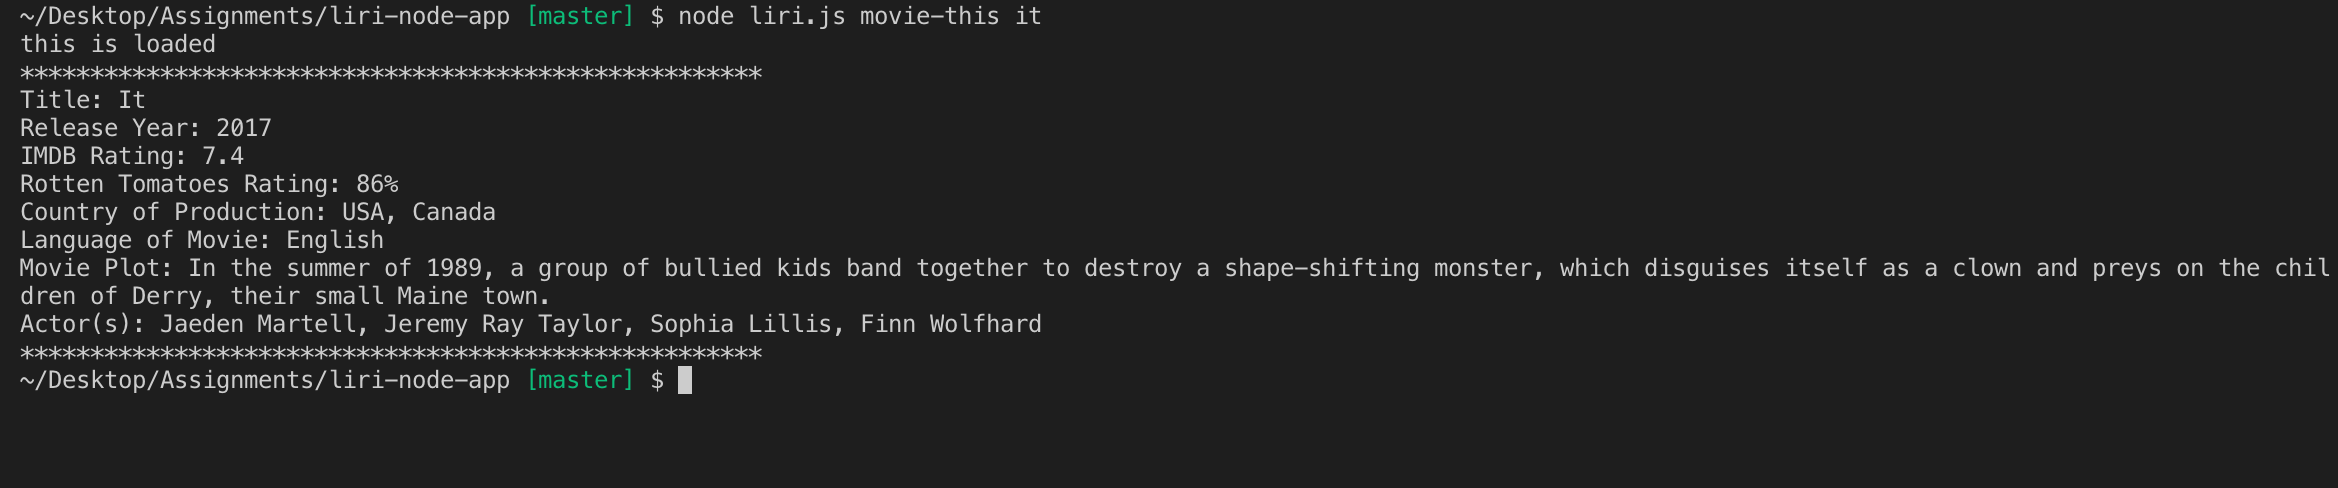 ~/Desktop/Assignments/liri-node-app [master] $ node liri.js movie-this it
this is loaded
*****************************************************
Title: It
Release Year: 2017
IMDB Rating: 7.4
Rotten Tomatoes Rating: 86%
Country of Production: USA, Canada
Language of Movie: English
Movie Plot: In the summer of 1989, a group of bullied kids band together to destroy a shape-shifting monster, which disguises itself as a clown and preys on the chil
dren of Derry, their small Maine town.
Actor(s): Jaeden Martell, Jeremy Ray Taylor, Sophia Lillis, Finn Wolfhard
*****************************************************
~/Desktop/Assignments/liri-node-app [master] $